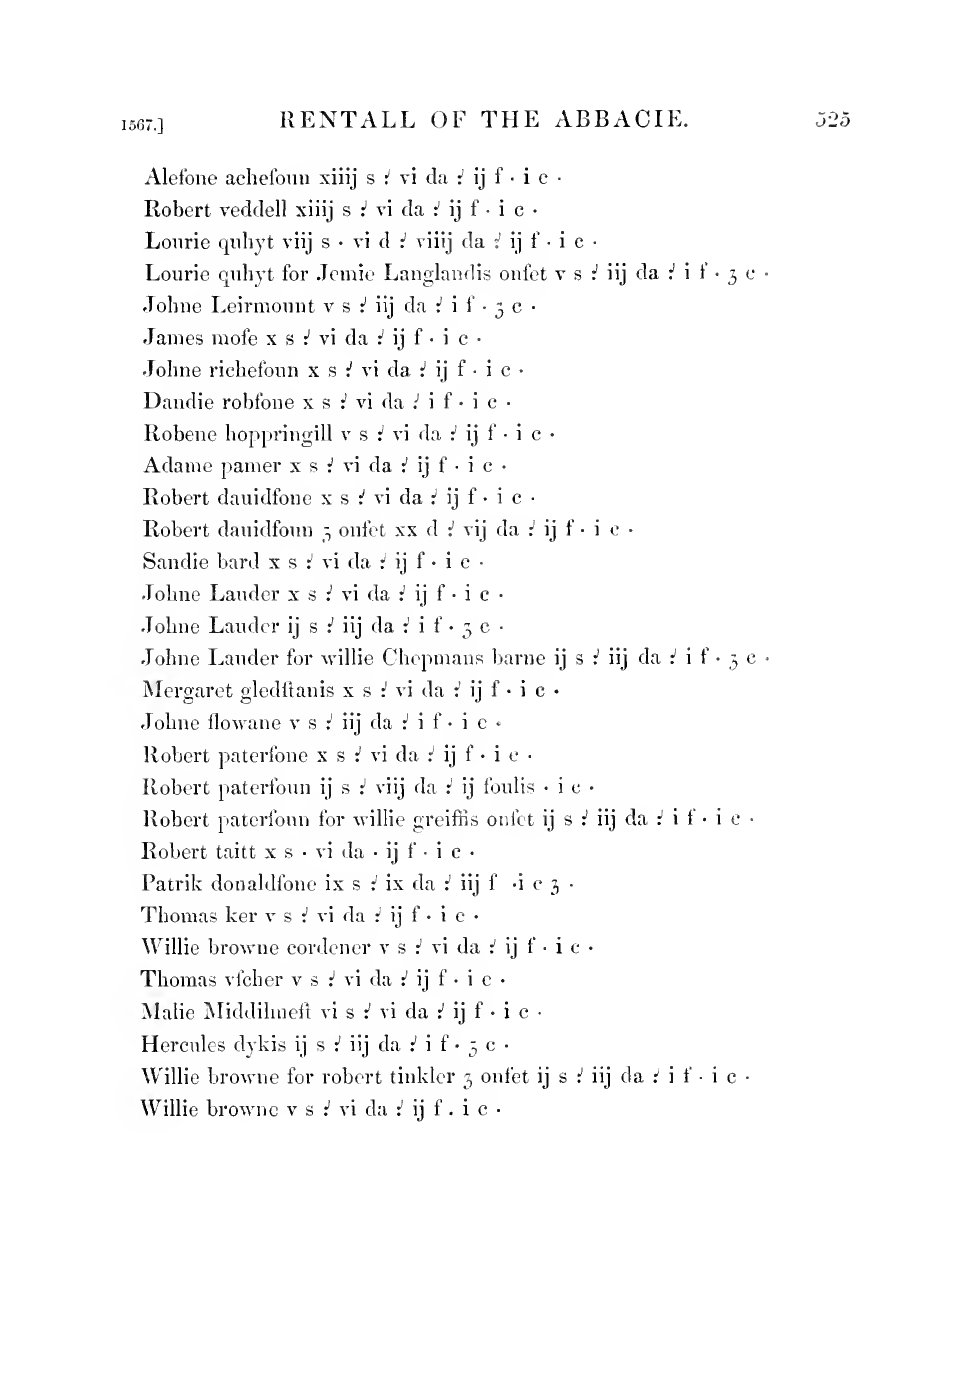 1567.] RENTALL OF THE ABBACIE. 525
Aleſone acheſoun xiiij s ⁏ vi da ⁏ ij f · i c ·
Robert veddell xiiij s ⁏ vi da ⁏ ij f · i c ·
Lourie quhyt viij s · vi d ⁏ viiij da ⁏ ij f · i c ·
Lourie quhyt for Jemie Langlandis onſet v s ⁏ iij da ⁏ i f · ʒ c ·
Johne Leirmount v s ⁏ iij da ⁏ i f · ʒ c ·
James moſe x s ⁏ vi da ⁏ ij f · i c ·
Johne richeſoun x s ⁏ vi da ⁏ ij f · i c ·
Dandie robſone x s ⁏ vi da ⁏ i f · i c ·
Robene hoppringill v s ⁏ vi da ⁏ ij f · i c ·
Adame pamer x s ⁏ vi da ⁏ ij f · i c ·
Robert dauidſone x s ⁏ vi da ⁏ ij f · i c ·
Robert dauidſoun ʒ onſet xx d ⁏ vij da ⁏ ij f · i c ·
Sandie bard x s ⁏ vi da ⁏ ij f · i c ·
Johne Lauder x s ⁏ vi da ⁏ ij f · i c ·
Johne Lauder ij s ⁏ iij da ⁏ i f · ʒ c ·
Johne Lauder for willie Chepmans barne ij s ⁏ iij da ⁏ i f · ʒ c ·
Mergaret gledſtanis x s ⁏ vi da ⁏ ij f · i c ·
Johne flowane v s ⁏ iij da ⁏ i f · i c ·
Robert paterſone x s ⁏ vi da ⁏ ij f · i c ·
Robert paterſoun ij s ⁏ viij da ⁏ ij foulis · i c ·
Robert paterſoun for willie greiffis onſet ij s ⁏ iij da ⁏ i f · i c ·
Robert taitt x s · vi da · ij f · i c ·
Patrik donaldſone ix s ⁏ ix da ⁏ iij f ·i c ʒ ·
Thomas ker v s ⁏ vi da ⁏ ij f · i c ·
Willie browne cordener v s ⁏ vi da ⁏ ij f · i c ·
Thomas vſcher v s ⁏ vi da ⁏ ij f · i c ·
Malie Middilmeſt vi s ⁏ vi da ⁏ ij f · i c ·
Hercules dykis ij s ⁏ iij da ⁏ i f · ʒ c ·
Willie browne for robert tinkler ʒ onſet ij s ⁏ iij da ⁏ i f · i c ·
Willie browne v s ⁏ vi da ⁏ ij f . i c ·